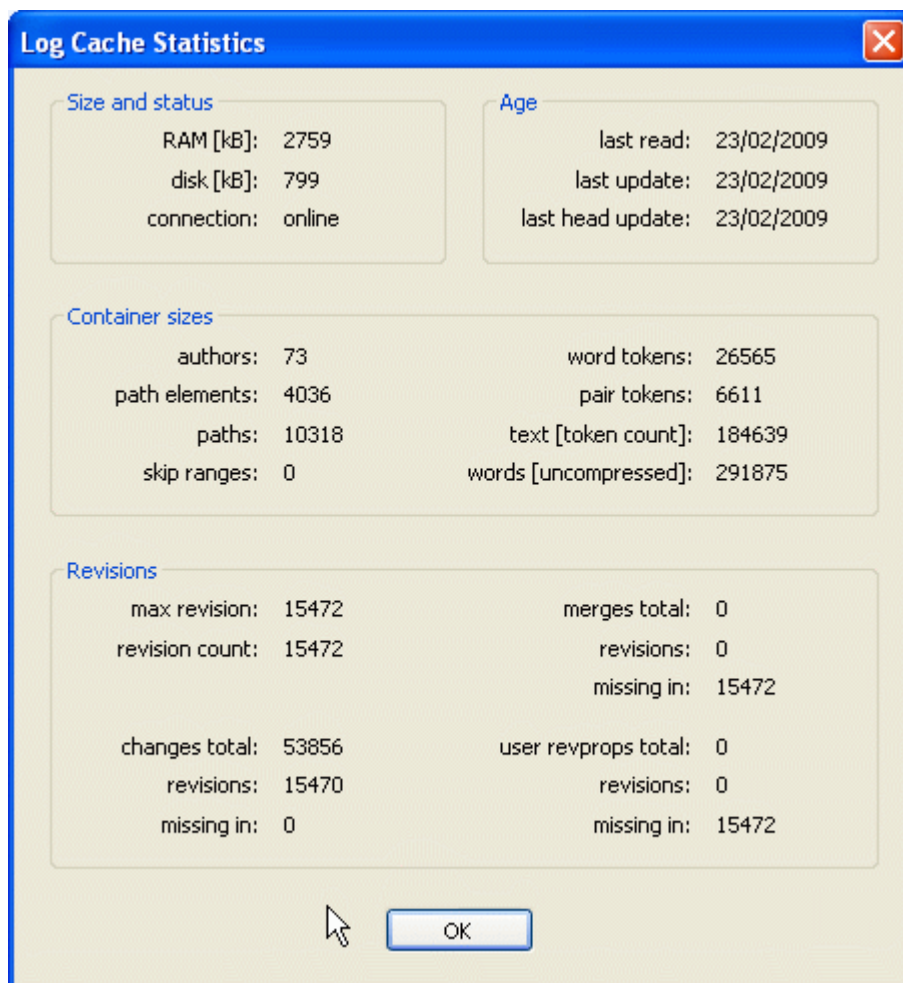 Log Cache Statistics
Size and status
RAM [kB]: 2759
disk [kB]: 799
connection: online
Age
last read: 23/02/2009
last update: 23/02/2009
last head update: 23/02/2009
Container sizes
authors: 73
path elements: 4036
paths: 10318
skip ranges: 0
word tokens: 26565
pair tokens: 6611
text [token count]: 184639
words [uncompressed]: 291875
Revisions
max revision: 15472
revision count: 15472
merges total: 0
revisions: 0
missing in: 15472
changes total: 53856
revisions: 15470
missing in: 0
user revprops total: 0
revisions: 0
missing in: 15472
OK